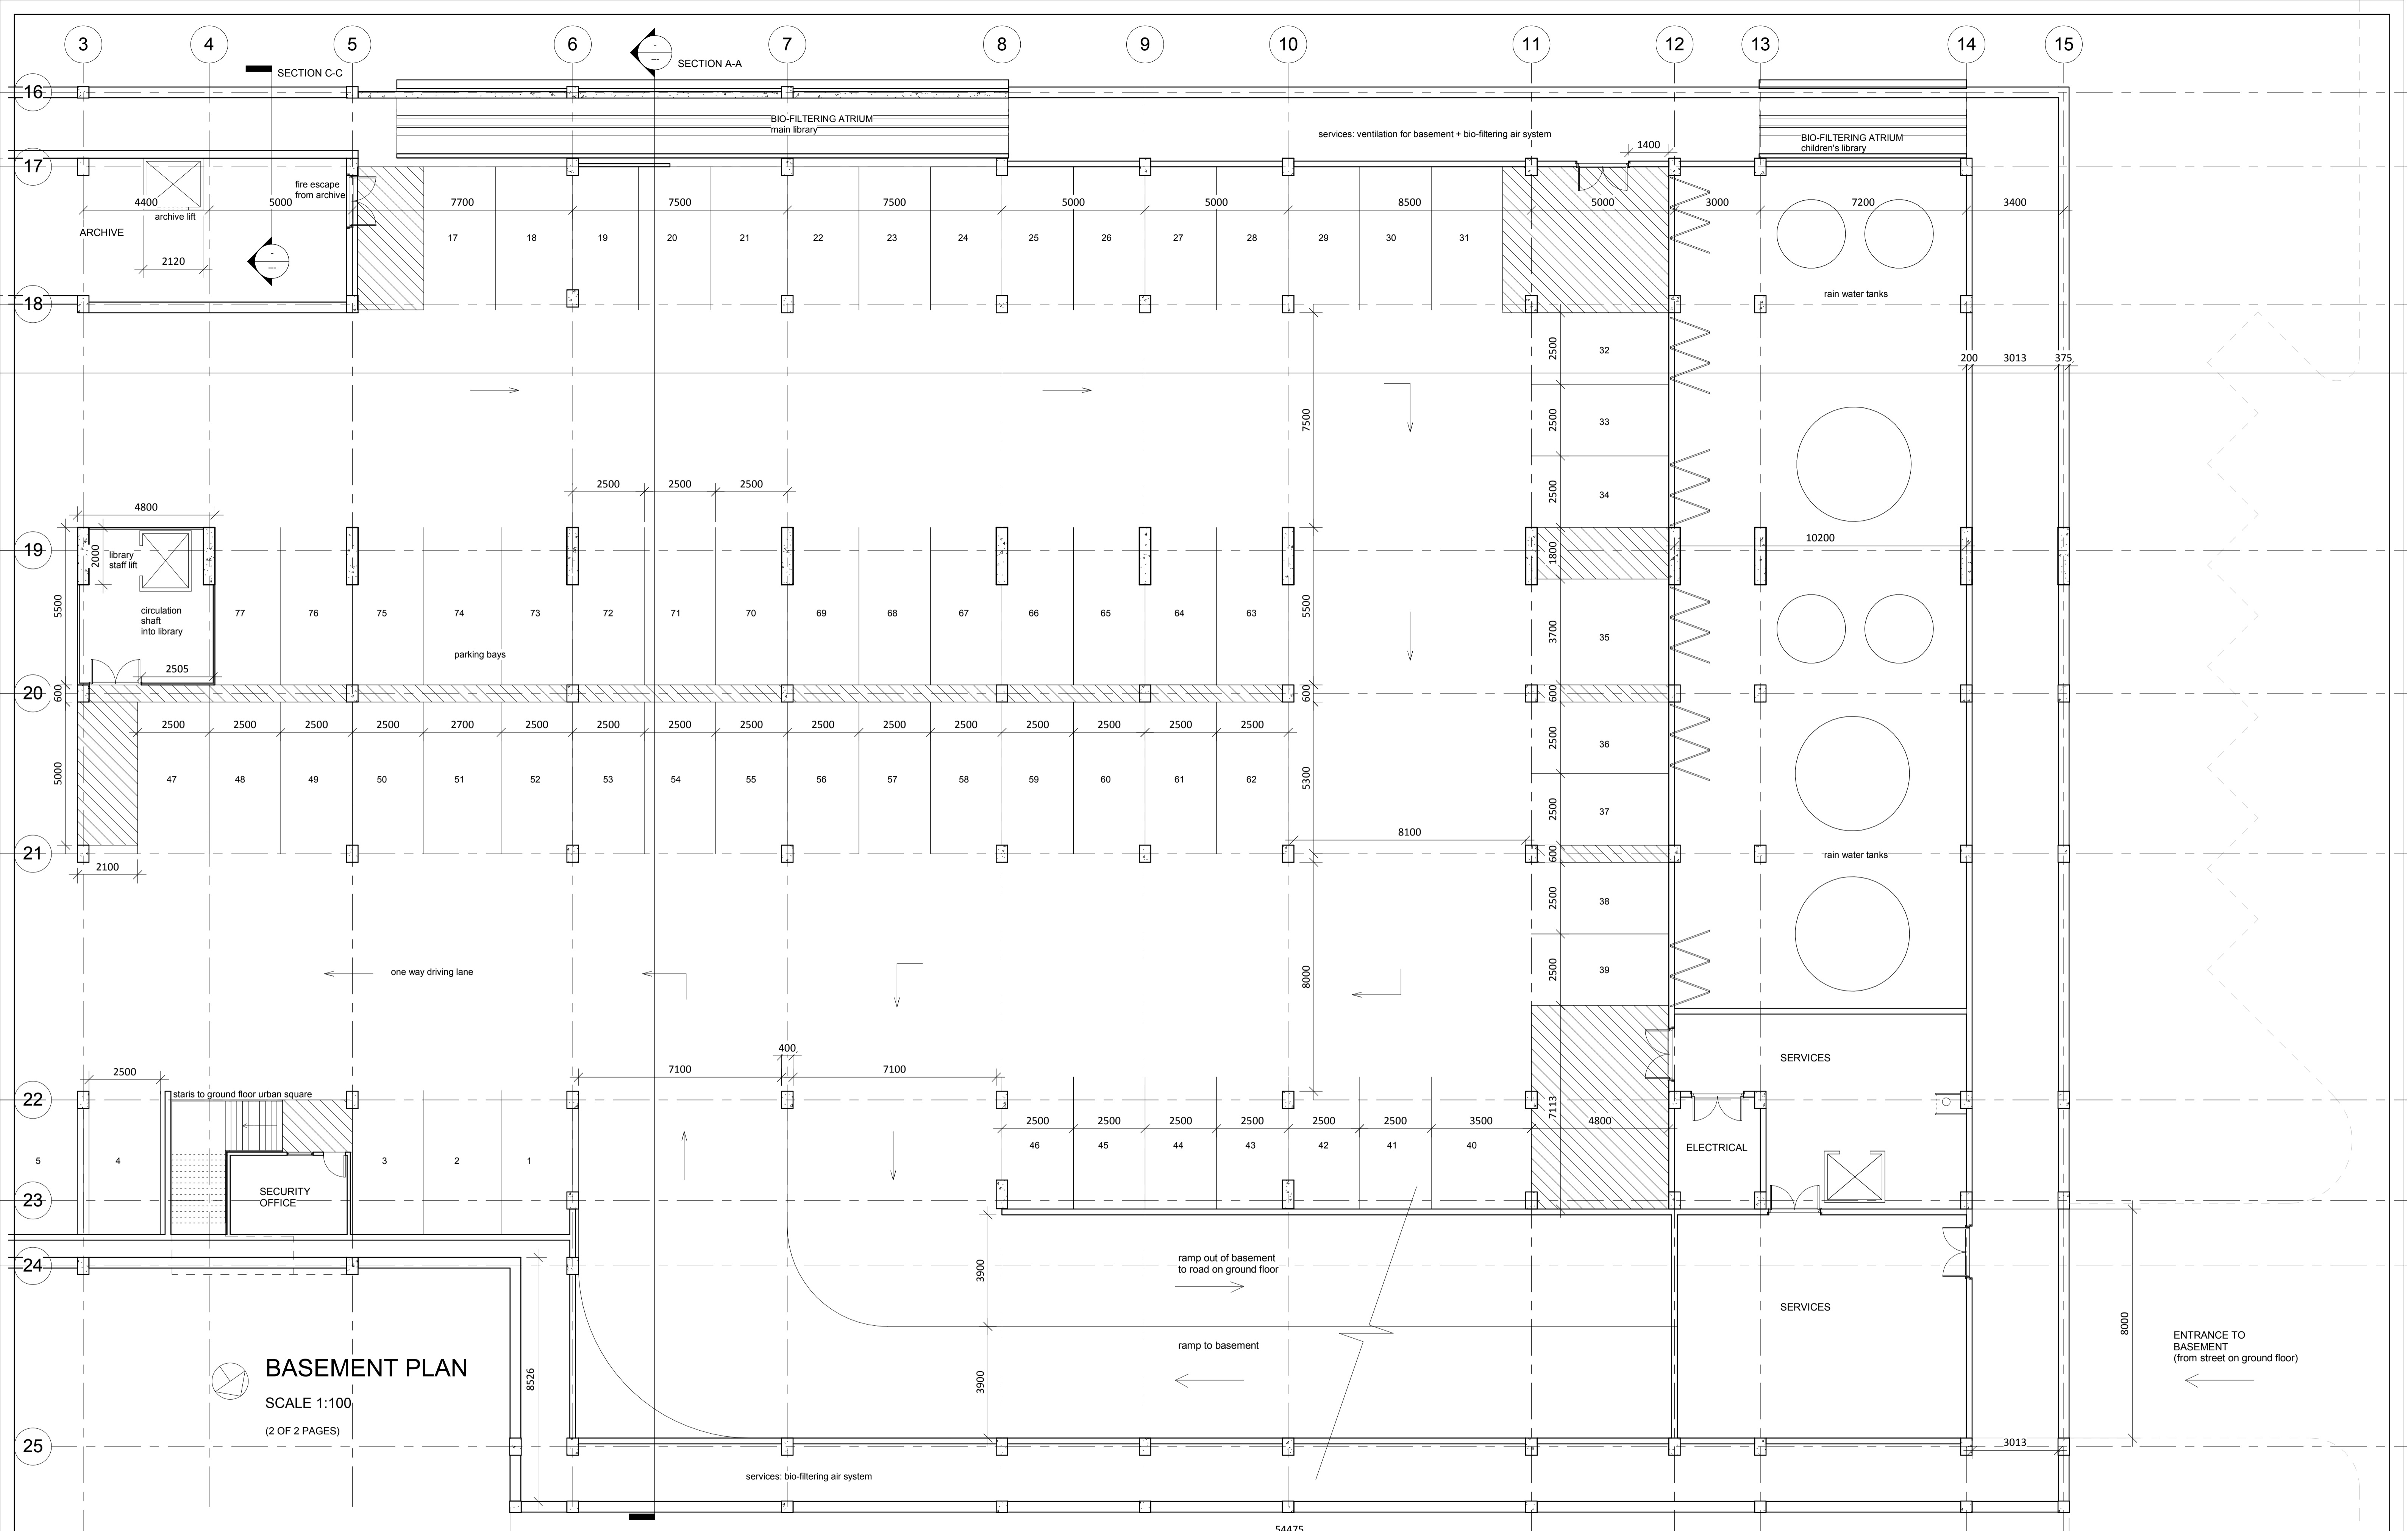 3 4 5 6 7 8 9 10 11 12 13 14 15
SECTION C-C
-
---
SECTION A-A
16
BIO-FILTERING ATRIUM
main library
services: ventilation for basement + bio-filtering air system
BIO-FILTERING ATRIUM
children's library
1400
17
fire escape
from archive
4400 5000 7700 7500 7500 5000 5000 8500 5000 3000 7200 3400
archive lift
ARCHIVE
17 18 19 20 21 22 23 24 25 26 27 28 29 30 31
-
---
2120
rain water tanks
18
2500 32
200 3013 375
7500
2500 33
2500 2500 2500
2500 34
4800
19
2000
library
staff lift
1800
10200
5500
circulation
shaft
into library
77 76 75 74 73 72 71 70 69 68 67 66 65 64 63
5500
3700 35
parking bays
2505
20
600
600
600
2500 2500 2500 2500 2700 2500 2500 2500 2500 2500 2500 2500 2500 2500 2500 2500
2500 36
5000
47 48 49 50 51 52 53 54 55 56 57 58 59 60 61 62
5300
2500 37
8100
21
600
rain water tanks
2100
2500 38
one way driving lane
8000
2500 39
400
SERVICES
2500
7100 7100
22
staris to ground floor urban square
7113
2500 2500 2500 2500 2500 2500 3500 4800
46 45 44 43 42 41 40
ELECTRICAL
5 4 3 2 1
SECURITY
OFFICE
23
24
ramp out of basement
to road on ground floor
3900
SERVICES
8000
ENTRANCE TO
BASEMENT
(from street on ground floor)
ramp to basement
BASEMENT PLAN
8526
3900
SCALE 1:100
(2 OF 2 PAGES)
25
3013
services: bio-filtering air system
54475